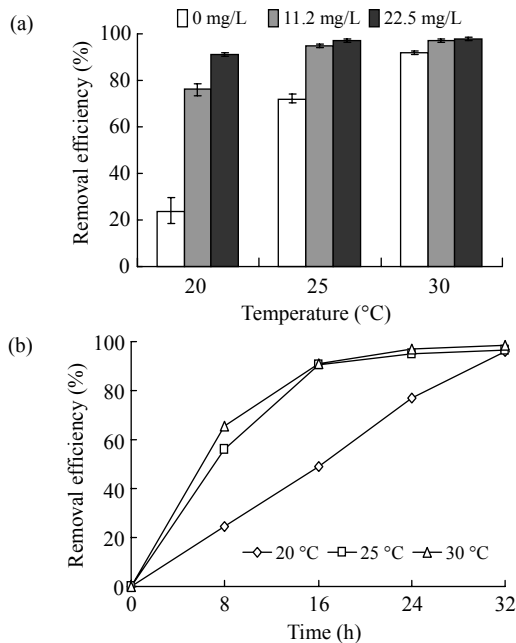 (a)
0 mg/L 11.2 mg/L 22.5 mg/L
Removal efficiency (%)
100
80
60
40
20
0
20 25 30
Temperature (°C)
(b)
Removal efficiency (%)
100
80
60
40
20
0
20 °C 25 °C 30 °C
0 8 16 24 32
Time (h)